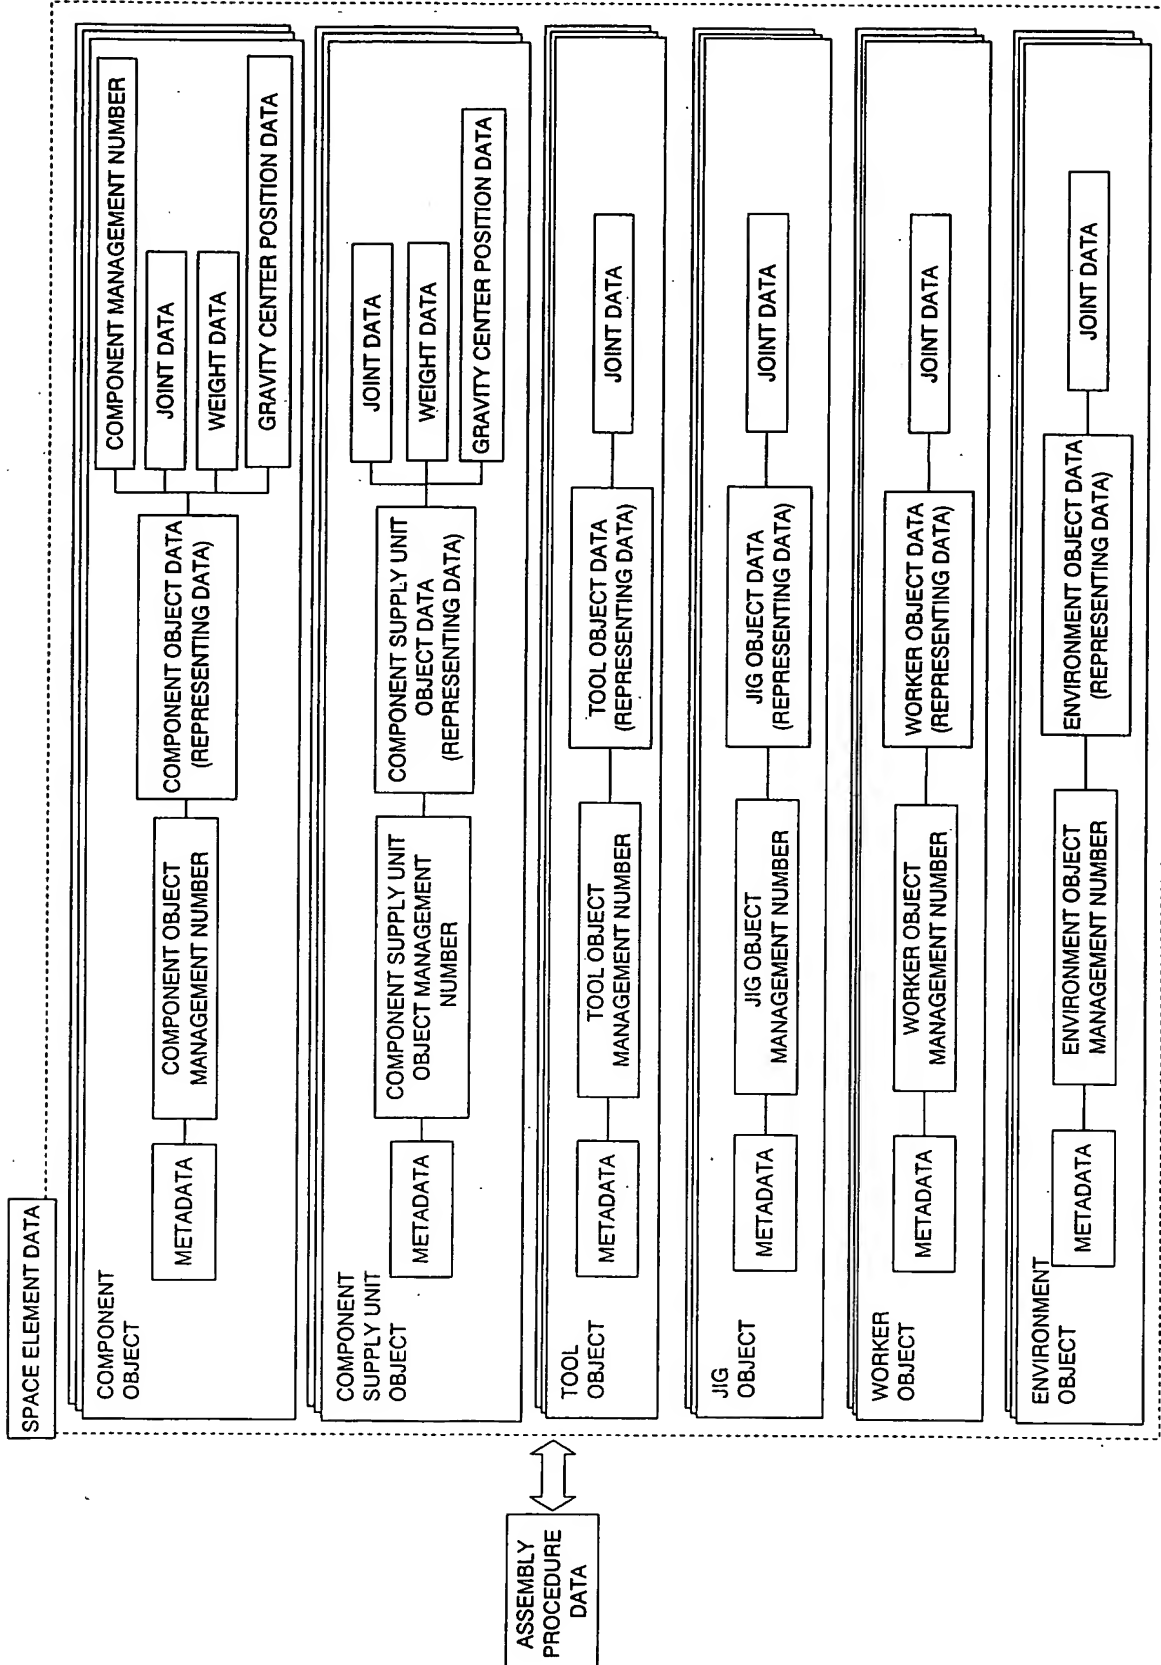 SPACE ELEMENT DATA
COMPONENT
OBJECT
METADATA
COMPONENT OBJECT
MANAGEMENT NUMBER
COMPONENT OBJECT DATA
(REPRESENTING DATA)
COMPONENT MANAGEMENT NUMBER
JOINT DATA
WEIGHT DATA
GRAVITY CENTER POSITION DATA
COMPONENT
SUPPLY UNIT
OBJECT
METADATA
COMPONENT SUPPLY UNIT
OBJECT MANAGEMENT
NUMBER
COMPONENT SUPPLY UNIT
OBJECT DATA
(REPRESENTING DATA)
JOINT DATA
WEIGHT DATA
GRAVITY CENTER POSITION DATA
ASSEMBLY
PROCEDURE
DATA
TOOL
OBJECT
METADATA
TOOL OBJECT
MANAGEMENT NUMBER
TOOL OBJECT DATA
(REPRESENTING DATA)
JOINT DATA
JIG
OBJECT
METADATA
JIG OBJECT
MANAGEMENT NUMBER
JIG OBJECT DATA
(REPRESENTING DATA)
JOINT DATA
WORKER
OBJECT
METADATA
WORKER OBJECT
MANAGEMENT NUMBER
WORKER OBJECT DATA
(REPRESENTING DATA)
JOINT DATA
ENVIRONMENT
OBJECT
METADATA
ENVIRONMENT OBJECT
MANAGEMENT NUMBER
ENVIRONMENT OBJECT DATA
(REPRESENTING DATA)
JOINT DATA